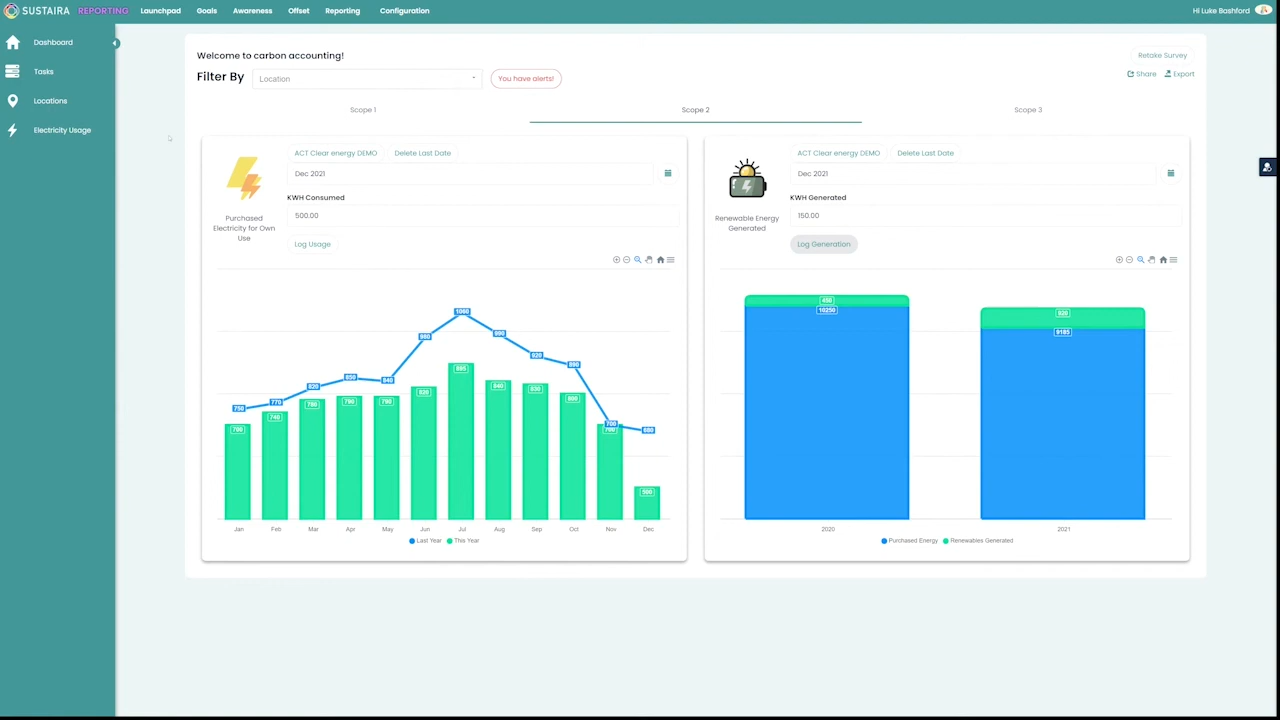 SUSTAIRA REPORTING Launchpad Goals Awareness Offset Reporting Configuration Hi Luke Bashford
Dashboard
Tasks
Locations
Electricity Usage
Welcome to carbon accounting!
Retake Survey
Filter By Location You have alerts!
Share Export
Scope 1 Scope 2 Scope 3
ACT Clear energy DEMO Delete Last Date
Dec 2021
KWH Consumed
500.00
Purchased
Electricity for Own
Use
Log Usage
750 770 820 850 840 980 1060 990 920 890 700 680
700 740 780 790 790 820 895 840 830 800 700 500
Jan Feb Mar Apr May Jun Jul Aug Sep Oct Nov Dec
Last Year This Year
ACT Clear energy DEMO Delete Last Date
Dec 2021
KWH Generated
150.00
Renewable Energy
Generated
Log Generation
10250
920
9185
2020 2021
Purchased Energy Renewables Generated